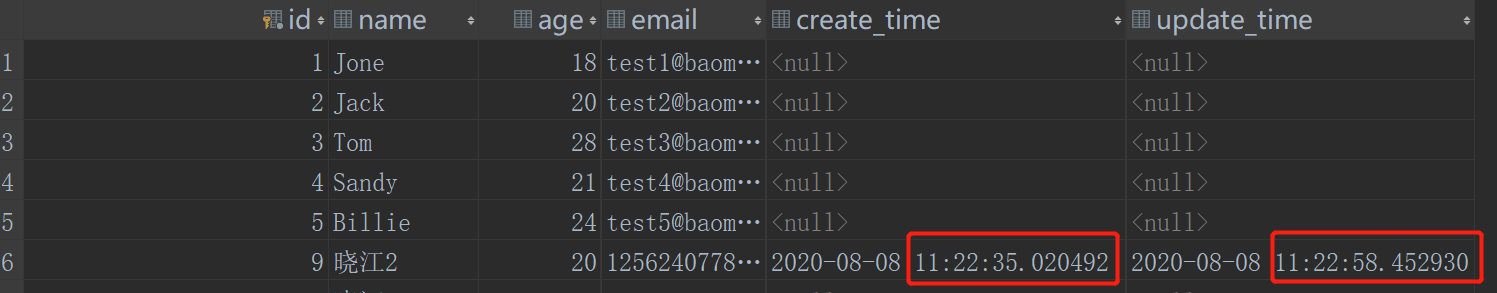 id name age email create_time update_time
1 1 Jone 18 test1@baom… <null> <null>
2 2 Jack 20 test2@baom… <null> <null>
3 3 Tom 28 test3@baom… <null> <null>
4 4 Sandy 21 test4@baom… <null> <null>
5 5 Billie 24 test5@baom… <null> <null>
6 9 晓江2 20 1256240778… 2020-08-08 11:22:35.020492 2020-08-08 11:22:58.452930